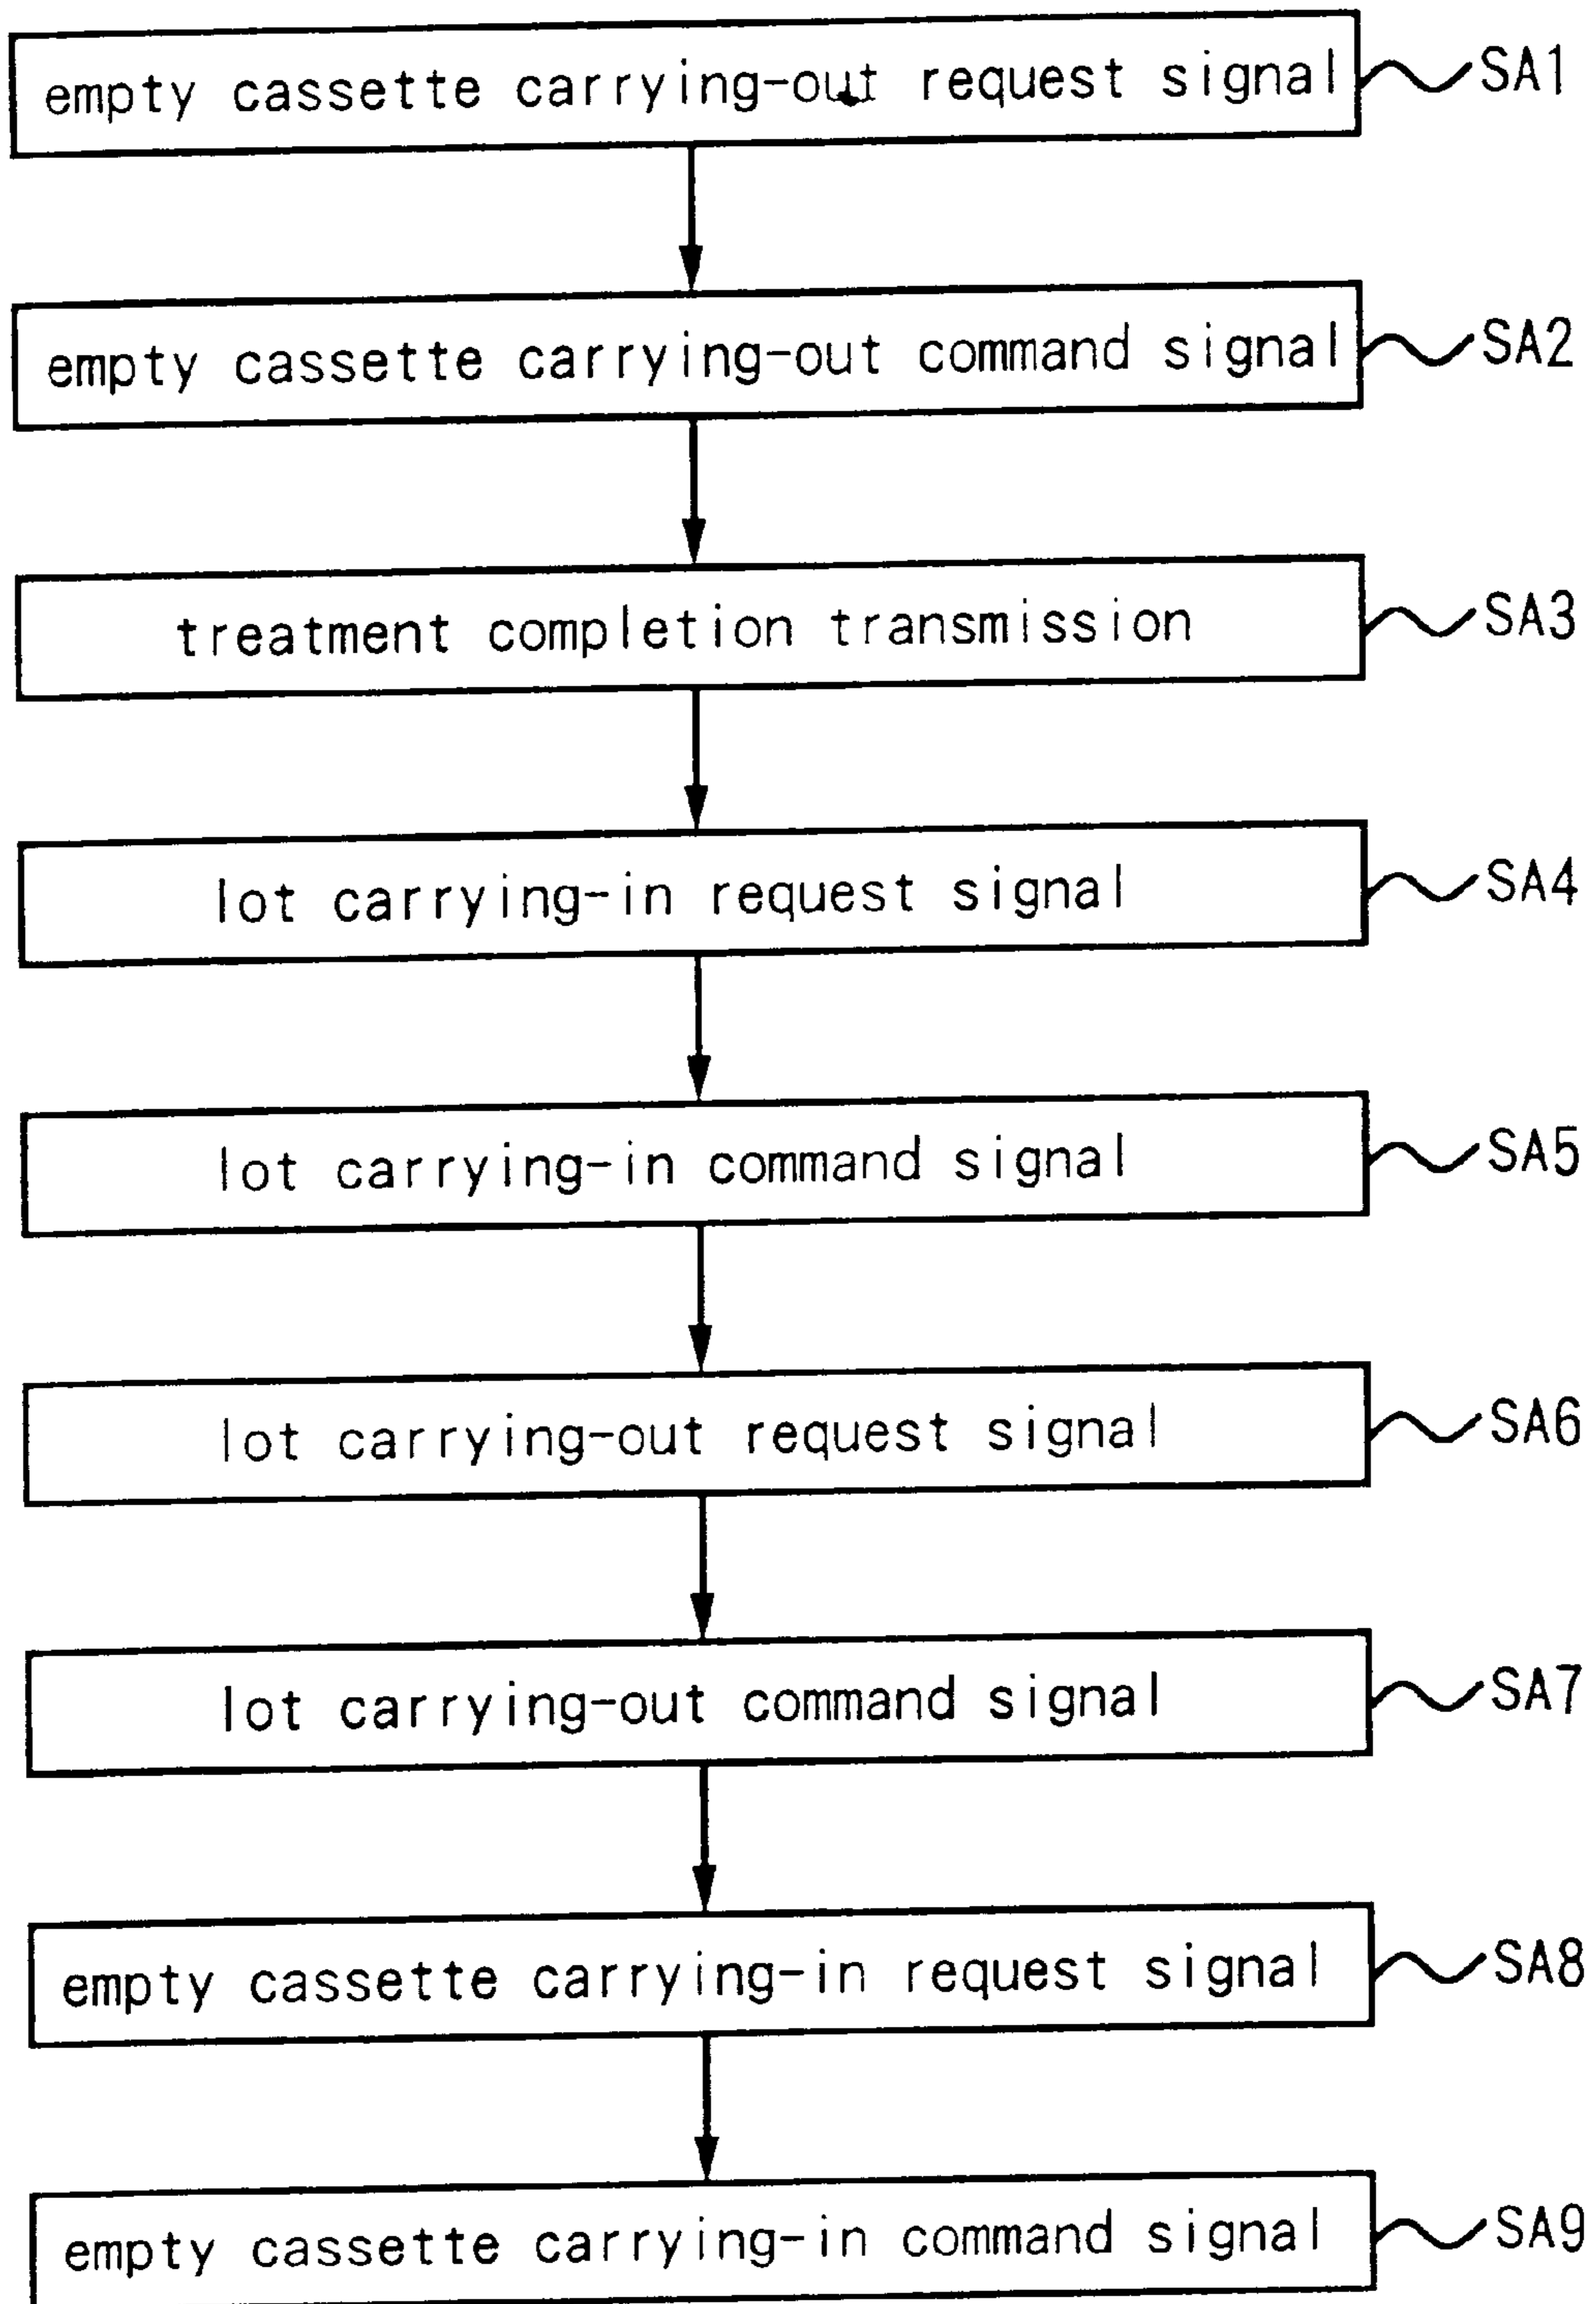 empty cassette carrying-out request signal SA1
empty cassette carrying-out command signal SA2
treatment completion transmission SA3
lot carrying-in request signal SA4
lot carrying-in command signal SA5
lot carrying-out request signal SA6
lot carrying-out command signal SA7
empty cassette carrying-in request signal SA8
empty cassette carrying-in command signal SA9